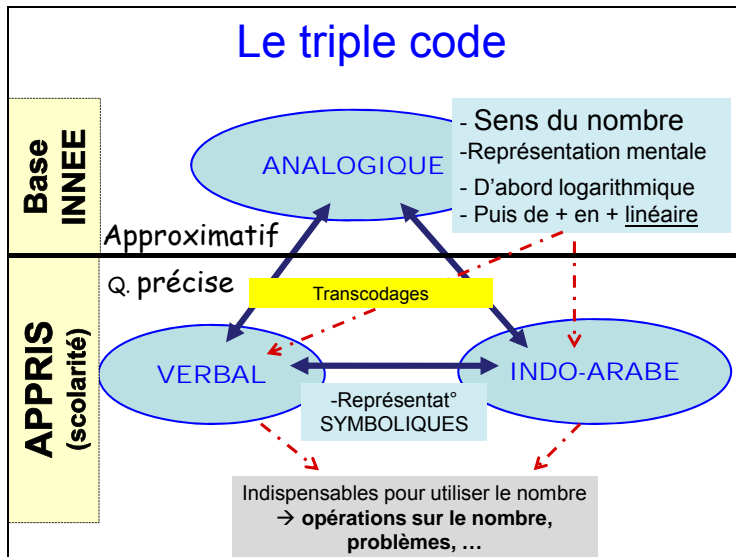 Le triple code
Base
INNEE
ANALOGIQUE
- Sens du nombre
-Représentation mentale
- D'abord logarithmique
- Puis de + en + linéaire
Approximatif
Q. précise
Transcodages
APPRIS
(scolarité)
VERBAL
INDO-ARABE
-Représentat°
SYMBOLIQUES
Indispensables pour utiliser le nombre
→ opérations sur le nombre,
problèmes, …